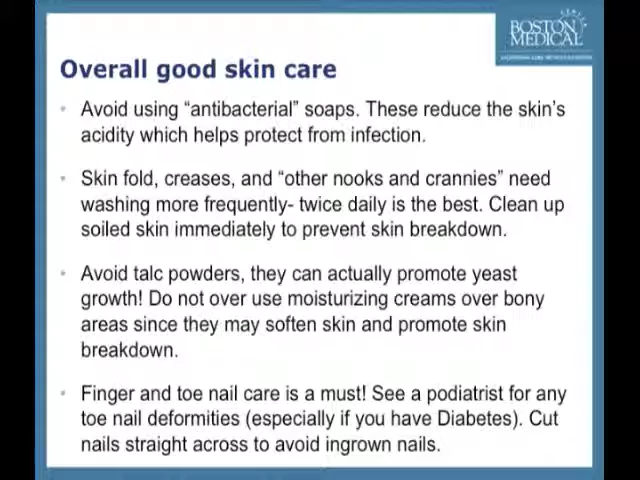 CENTER
BOSTON
MEDICAL
Overall good skin care
• Avoid using “antibacterial” soaps. These reduce the skin’s
acidity which helps protect from infection.
• Skin fold, creases, and “other nooks and crannies” need
washing more frequently- twice daily is the best. Clean up
soiled skin immediately to prevent skin breakdown.
• Avoid talc powders, they can actually promote yeast
growth! Do not over use moisturizing creams over bony
areas since they may soften skin and promote skin
breakdown.
• Finger and toe nail care is a must! See a podiatrist for any
toe nail deformities (especially if you have Diabetes). Cut
nails straight across to avoid ingrown nails.